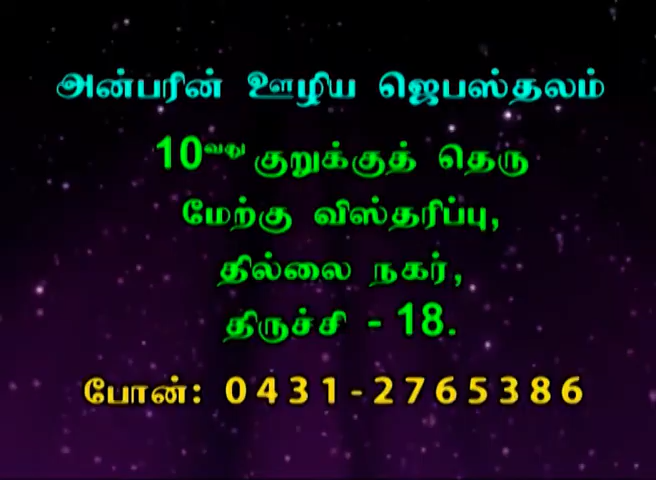 அன்பரின் ஊழிய ஜெபஸ்தலம்
10வது குறுக்குத் தெரு
மேற்கு விஸ்தரிப்பு,
தில்லை நகர்,
திருச்சி - 18.
போன்: 0431-2765386